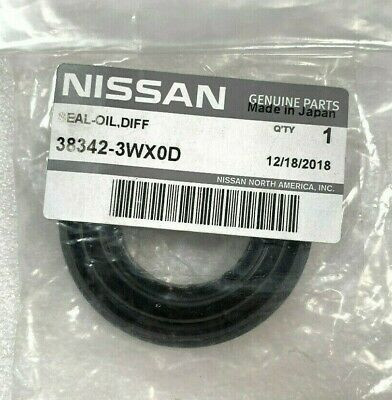 NISSAN
GENUINE PARTS
Made in Japan
SEAL-OIL,DIFF
Q'TY 1
38342-3WX0D
12/18/2018
NISSAN NORTH AMERICA, INC.